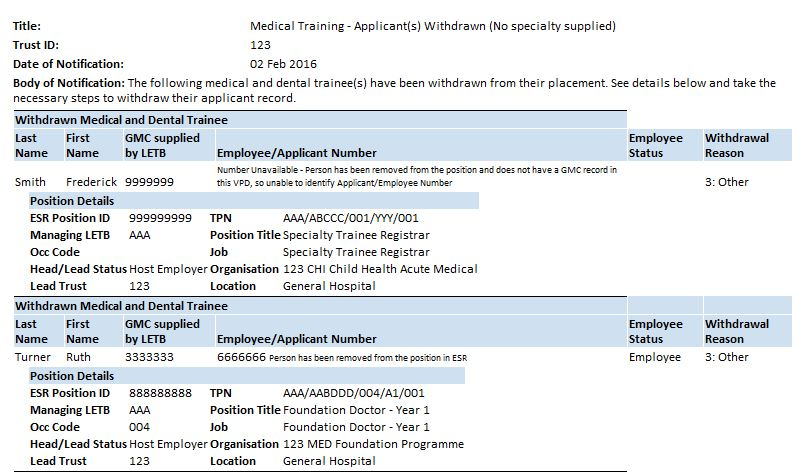 Title: Medical Training - Applicant(s) Withdrawn (No specialty supplied)
Trust ID: 123
Date of Notification: 02 Feb 2016
Body of Notification: The following medical and dental trainee(s) have been withdrawn from their placement. See details below and take the
necessary steps to withdraw their applicant record.
Withdrawn Medical and Dental Trainee
Last First GMC supplied Employee Withdrawal
Name Name by LETB Employee/Applicant Number Status Reason
Number Unavailable - Person has been removed from the position and does not have a GMC record in
Smith Frederick 9999999 this VPD, so unable to identify Applicant/Employee Number 3: Other
Position Details
ESR Position ID 999999999 TPN AAA/ABCCC/001/YYY/001
Managing LETB AAA Position Title Specialty Trainee Registrar
Occ Code Job Specialty Trainee Registrar
Head/Lead Status Host Employer Organisation 123 CHI Child Health Acute Medical
Lead Trust 123 Location General Hospital
Withdrawn Medical and Dental Trainee
Last First GMC supplied Employee Withdrawal
Name Name by LETB Employee/Applicant Number Status Reason
Turner Ruth 3333333 6666666 Person has been removed from the position in ESR Employee 3: Other
Position Details
ESR Position ID 888888888 TPN AAA/AABDDD/004/A1/001
Managing LETB AAA Position Title Foundation Doctor - Year 1
Occ Code 004 Job Foundation Doctor - Year 1
Head/Lead Status Host Employer Organisation 123 MED Foundation Programme
Lead Trust 123 Location General Hospital